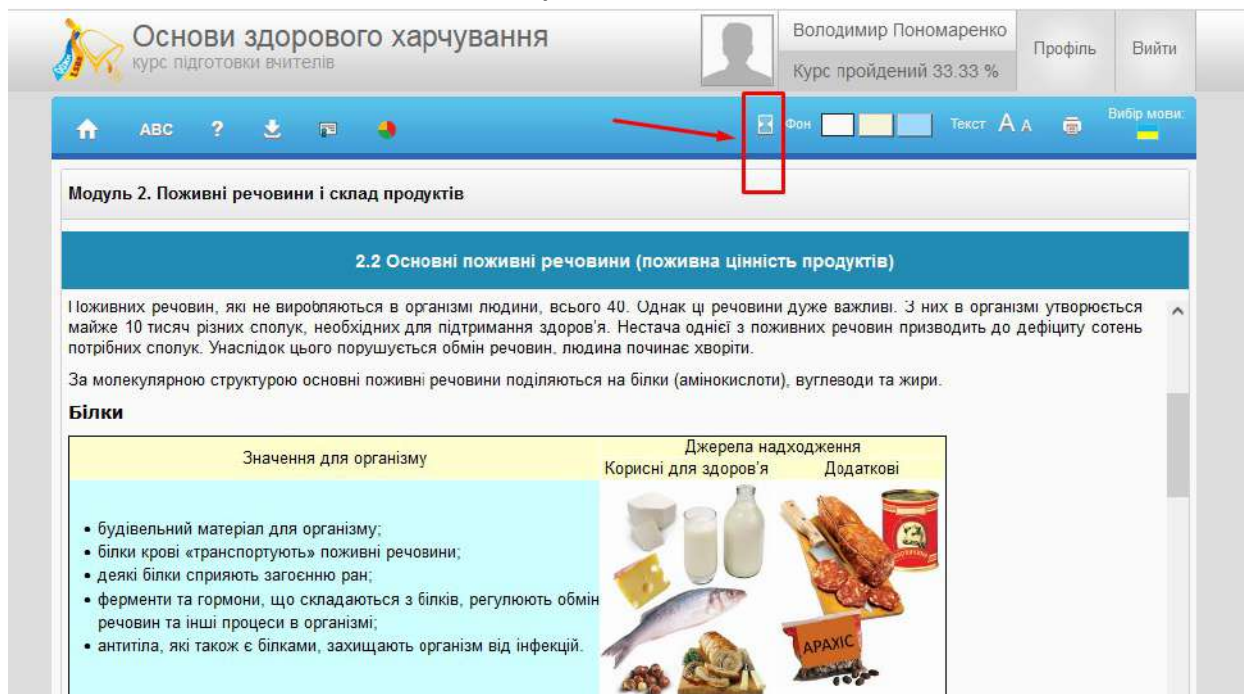 Основи здорового харчування
курс підготовки вчителів
Володимир Пономаренко
Курс пройдений 33.33 %
Профіль
Вийти
ABC ?
Фон
Текст A A
Вибір мови:
Модуль 2. Поживні речовини і склад продуктів
2.2 Основні поживні речовини (поживна цінність продуктів)
Поживних речовин, які не виробляються в організмі людини, всього 40. Однак ці речовини дуже важливі. З них в організмі утворюється
майже 10 тисяч різних сполук, необхідних для підтримання здоров'я. Нестача однієї з поживних речовин призводить до дефіциту сотень
потрібних сполук. Унаслідок цього порушується обмін речовин, людина починає хворіти.
За молекулярною структурою основні поживні речовини поділяються на білки (амінокислоти), вуглеводи та жири.
Білки
Значення для організму
Джерела надходження
Корисні для здоров'я
Додаткові
• будівельний матеріал для організму;
• білки крові «транспортують» поживні речовини;
• деякі білки сприяють загоєнню ран;
• ферменти та гормони, що складаються з білків, регулюють обмін
речовин та інші процеси в організмі;
• антитіла, які також є білками, захищають організм від інфекцій.
АРАХІС